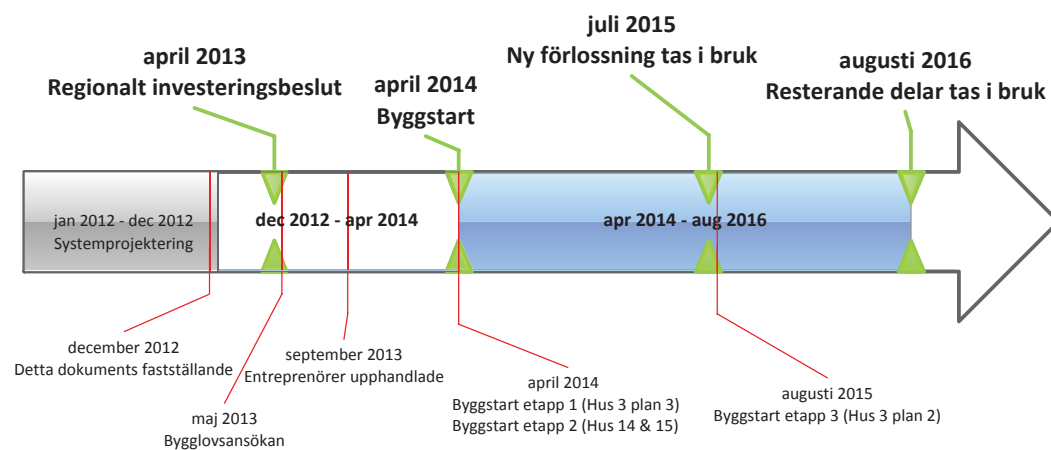 april 2013
Regionalt investeringsbeslut
april 2014
Byggstart
juli 2015
Ny förlossning tas i bruk
augusti 2016
Resterande delar tas i bruk
jan 2012 - dec 2012
Systemprojektering
dec 2012 - apr 2014
apr 2014 - aug 2016
december 2012
Detta dokuments fastställande
maj 2013
Bygglovsansökan
september 2013
Entreprenörer upphandlade
april 2014
Byggstart etapp 1 (Hus 3 plan 3)
Byggstart etapp 2 (Hus 14 & 15)
augusti 2015
Byggstart etapp 3 (Hus 3 plan 2)